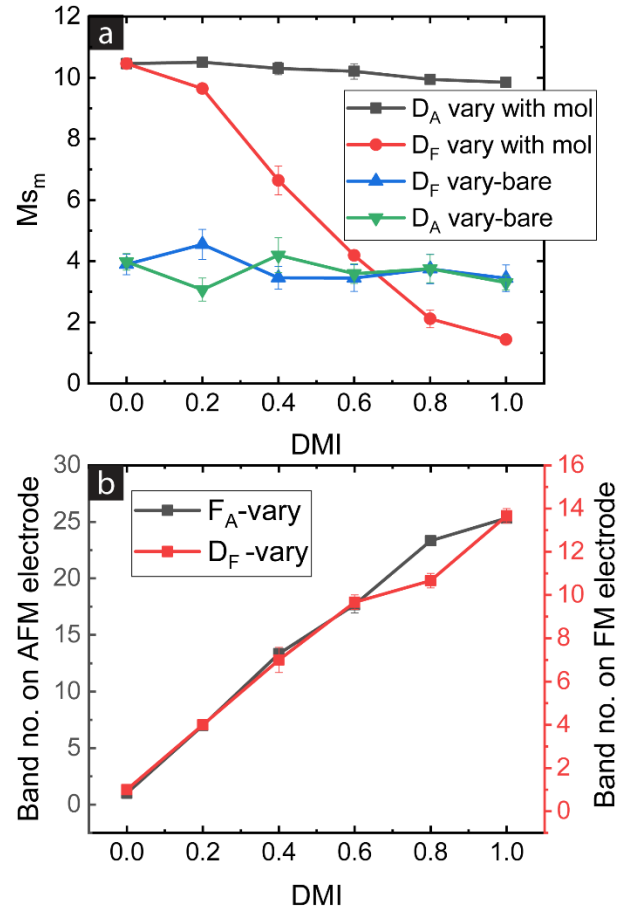 a
12
10
8
6
4
2
0
Ms_m
D_A vary with mol
D_F vary with mol
D_F vary-bare
D_A vary-bare
0.0 0.2 0.4 0.6 0.8 1.0
DMI
b
30
25
20
15
10
5
0
Band no. on AFM electrode
F_A-vary
D_F -vary
16
14
12
10
8
6
4
2
0
Band no. on FM electrode
0.0 0.2 0.4 0.6 0.8 1.0
DMI